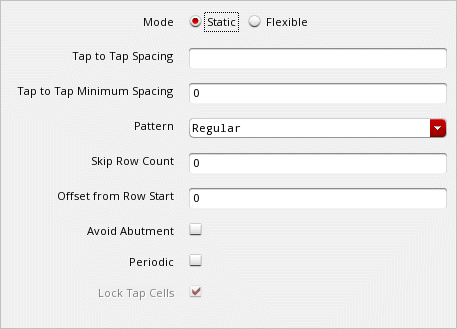 Mode Static Flexible
Tap to Tap Spacing
Tap to Tap Minimum Spacing 0
Pattern Regular
Skip Row Count 0
Offset from Row Start 0
Avoid Abutment
Periodic
Lock Tap Cells